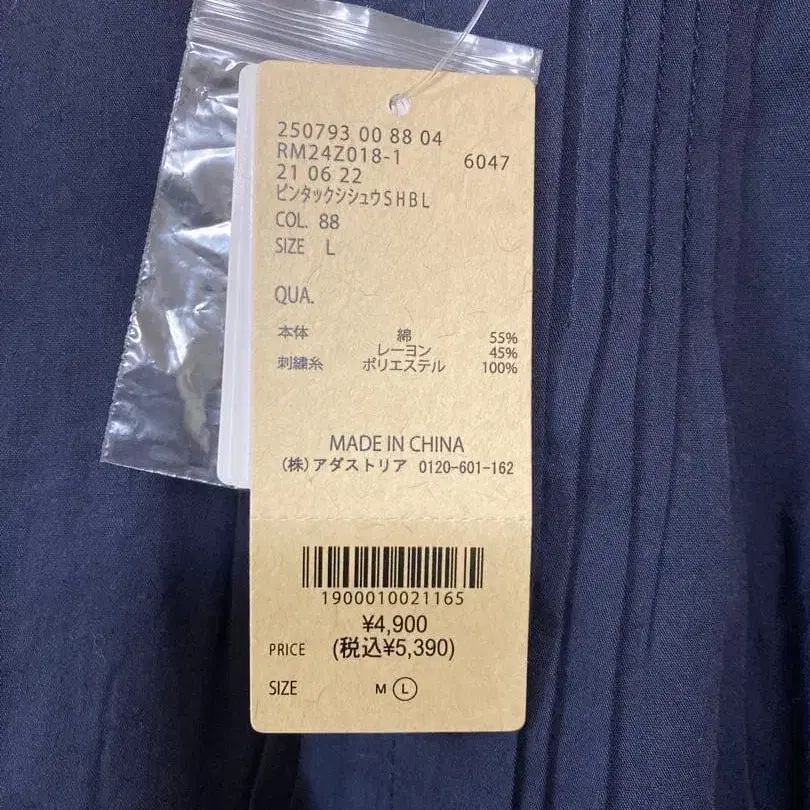 250793 00 88 04
RM24Z018-1 6047
21 06 22
ピンタックシシュウSHBL
COL. 88
SIZE L
QUA.
本体 綿 55%
レーヨン 45%
刺繍糸 ポリエステル 100%
MADE IN CHINA
(株)アダストリア 0120-601-162
1900010021165
¥4,900
PRICE (税込¥5,390)
SIZE M L